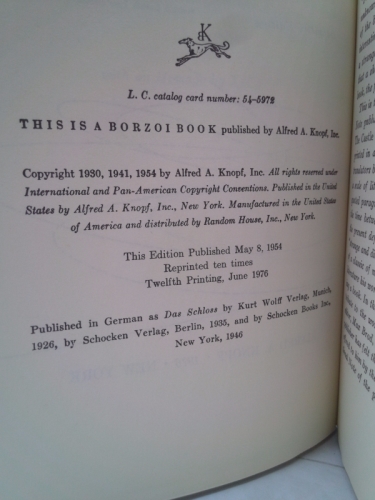 BK
L. C. catalog card number: 54-5972
THIS IS A BORZOI BOOK published by Alfred A. Knopf, Inc.
Copyright 1930, 1941, 1954 by Alfred A. Knopf, Inc. All rights reserved under
International and Pan-American Copyright Conventions. Published in the United
States by Alfred A. Knopf, Inc., New York. Manufactured in the United States
of America and distributed by Random House, Inc., New York.
This Edition Published May 8, 1954
Reprinted ten times
Twelfth Printing, June 1976
Published in German as Das Schloss by Kurt Wolff Verlag, Munich,
1926, by Schocken Verlag, Berlin, 1935, and by Schocken Books Inc.,
New York, 1946